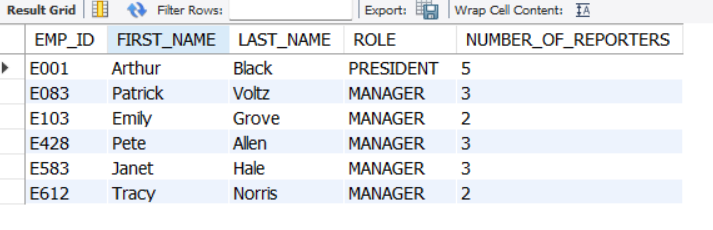 Result Grid Filter Rows: Export: Wrap Cell Content: IA
EMP_ID FIRST_NAME LAST_NAME ROLE NUMBER_OF_REPORTERS
E001 Arthur Black PRESIDENT 5
E083 Patrick Voltz MANAGER 3
E103 Emily Grove MANAGER 2
E428 Pete Allen MANAGER 3
E583 Janet Hale MANAGER 3
E612 Tracy Norris MANAGER 2